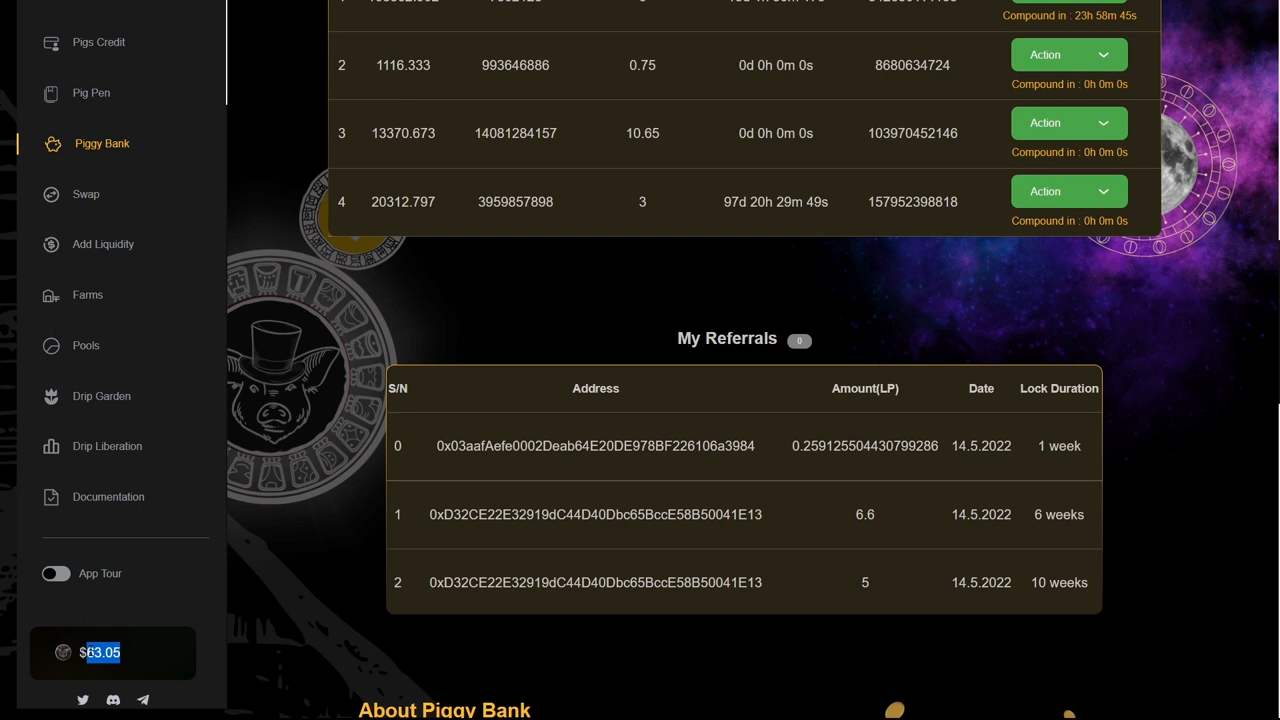 Compound in : 23h 58m 45s
Pigs Credit
Pig Pen
Piggy Bank
Swap
Add Liquidity
Farms
Pools
Drip Garden
Drip Liberation
Documentation
App Tour
$63.05
2 1116.333 993646886 0.75 0d 0h 0m 0s 8680634724 Action
Compound in : 0h 0m 0s
3 13370.673 14081284157 10.65 0d 0h 0m 0s 103970452146 Action
Compound in : 0h 0m 0s
4 20312.797 3959857898 3 97d 20h 29m 49s 157952398818 Action
Compound in : 0h 0m 0s
My Referrals 0
S/N Address Amount(LP) Date Lock Duration
0 0x03aafAefe0002Deab64E20DE978BF226106a3984 0.259125504430799286 14.5.2022 1 week
1 0xD32CE22E32919dC44D40Dbc65BccE58B50041E13 6.6 14.5.2022 6 weeks
2 0xD32CE22E32919dC44D40Dbc65BccE58B50041E13 5 14.5.2022 10 weeks
About Piggy Bank